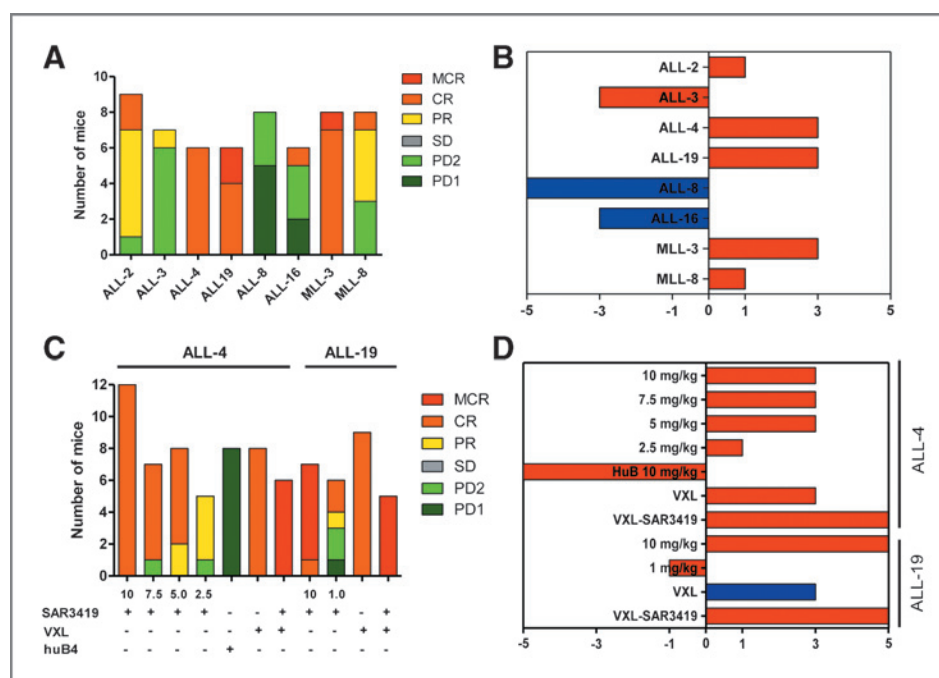 A
Number of mice
10
8
6
4
2
0
ALL-2
ALL-3
ALL-4
ALL19
ALL-8
ALL-16
MLL-3
MLL-8
MCR
CR
PR
SD
PD2
PD1
B
ALL-2
ALL-3
ALL-4
ALL-19
ALL-8
ALL-16
MLL-3
MLL-8
-5 -3 -1 0 1 3 5
C
ALL-4 ALL-19
Number of mice
12
10
8
6
4
2
0
MCR
CR
PR
SD
PD2
PD1
10 7.5 5.0 2.5 10 1.0
SAR3419 + + + + - - + + + - +
VXL - - - - - + + - - + +
huB4 - - - - + - - - - - -
D
10 mg/kg
7.5 mg/kg
5 mg/kg
2.5 mg/kg
HuB 10 mg/kg
VXL
VXL-SAR3419
10 mg/kg
1 mg/kg
VXL
VXL-SAR3419
ALL-4
ALL-19
-5 -3 -1 0 1 3 5